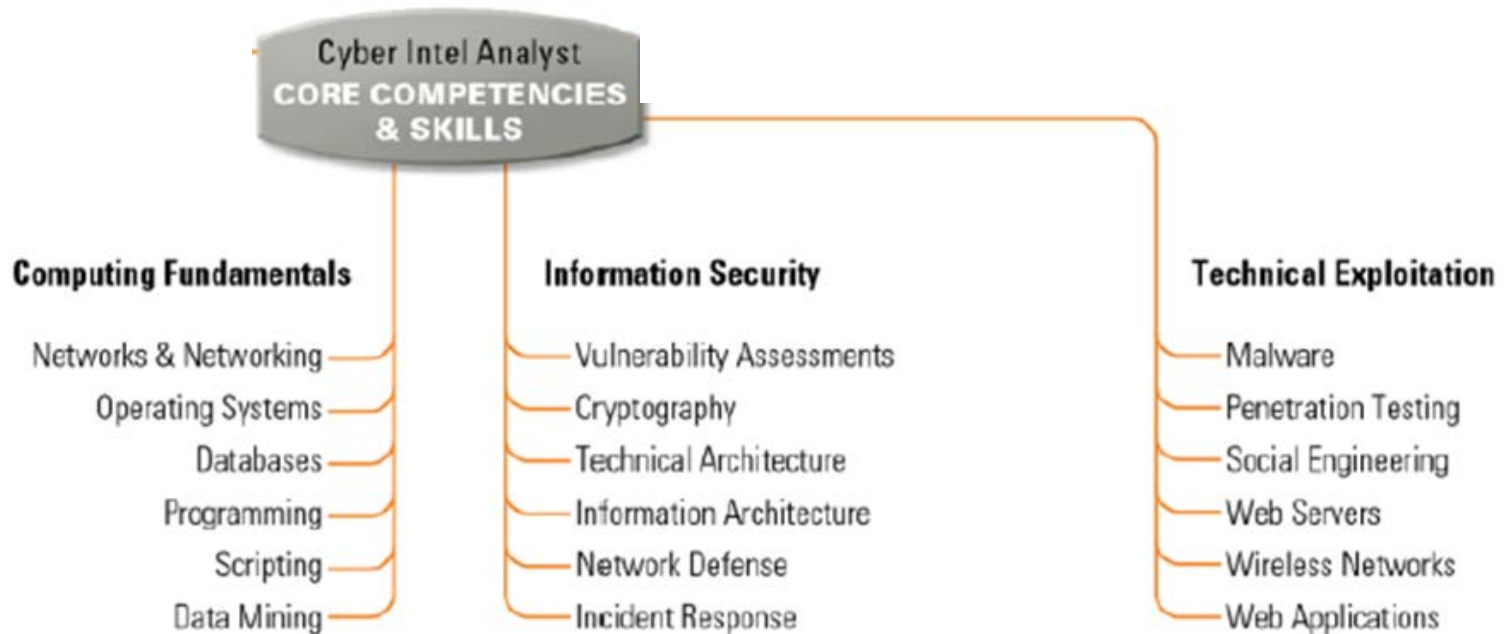 Cyber Intel Analyst
CORE COMPETENCIES
& SKILLS
Computing Fundamentals
Networks & Networking
Operating Systems
Databases
Programming
Scripting
Data Mining
Information Security
Vulnerability Assessments
Cryptography
Technical Architecture
Information Architecture
Network Defense
Incident Response
Technical Exploitation
Malware
Penetration Testing
Social Engineering
Web Servers
Wireless Networks
Web Applications